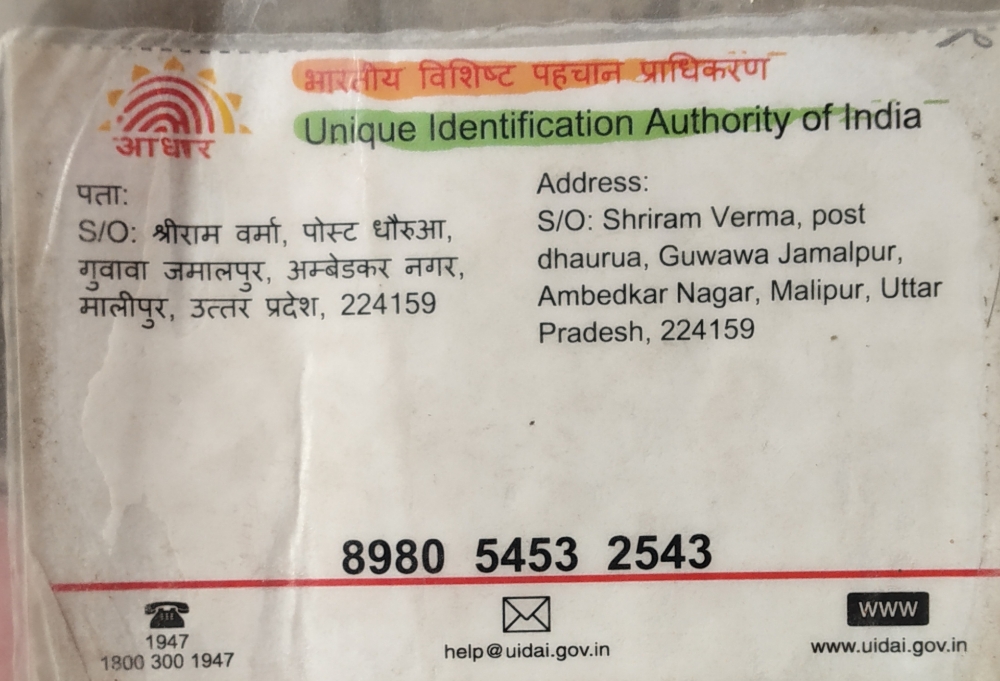 भारतीय विशिष्ट पहचान प्राधिकरण
Unique Identification Authority of India
आधार
पता:
S/O: श्रीराम वर्मा, पोस्ट धौरुआ,
गुवावा जमालपुर, अम्बेडकर नगर,
मालीपुर, उत्तर प्रदेश, 224159
Address:
S/O: Shriram Verma, post
dhaurua, Guwawa Jamalpur,
Ambedkar Nagar, Malipur, Uttar
Pradesh, 224159
8980 5453 2543
1947
1800 300 1947
help@uidai.gov.in
WWW
www.uidai.gov.in